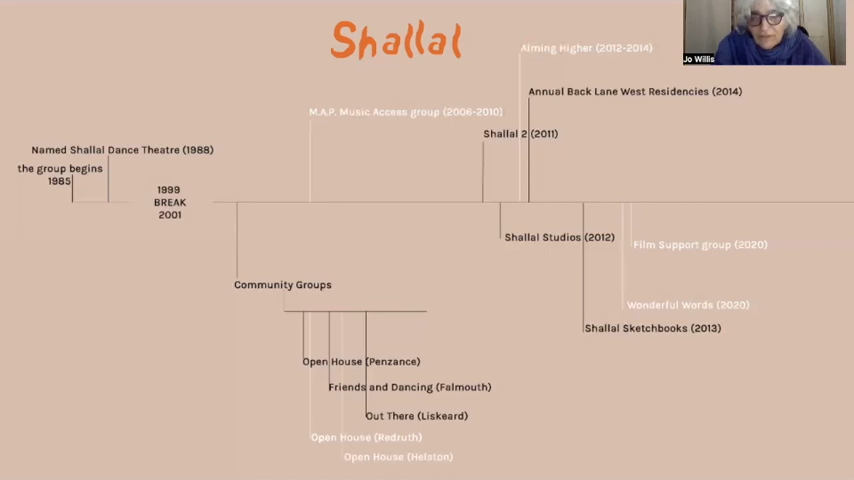 Shallal
Jo Willis
Aiming Higher (2012-2014)
Annual Back Lane West Residencies (2014)
M.A.P. Music Access group (2006-2010)
Shallal 2 (2011)
Named Shallal Dance Theatre (1988)
the group begins
1985
1999
BREAK
2001
Shallal Studios (2012)
Film Support group (2020)
Community Groups
Wonderful Words (2020)
Shallal Sketchbooks (2013)
Open House (Penzance)
Friends and Dancing (Falmouth)
Out There (Liskeard)
Open House (Redruth)
Open House (Helston)